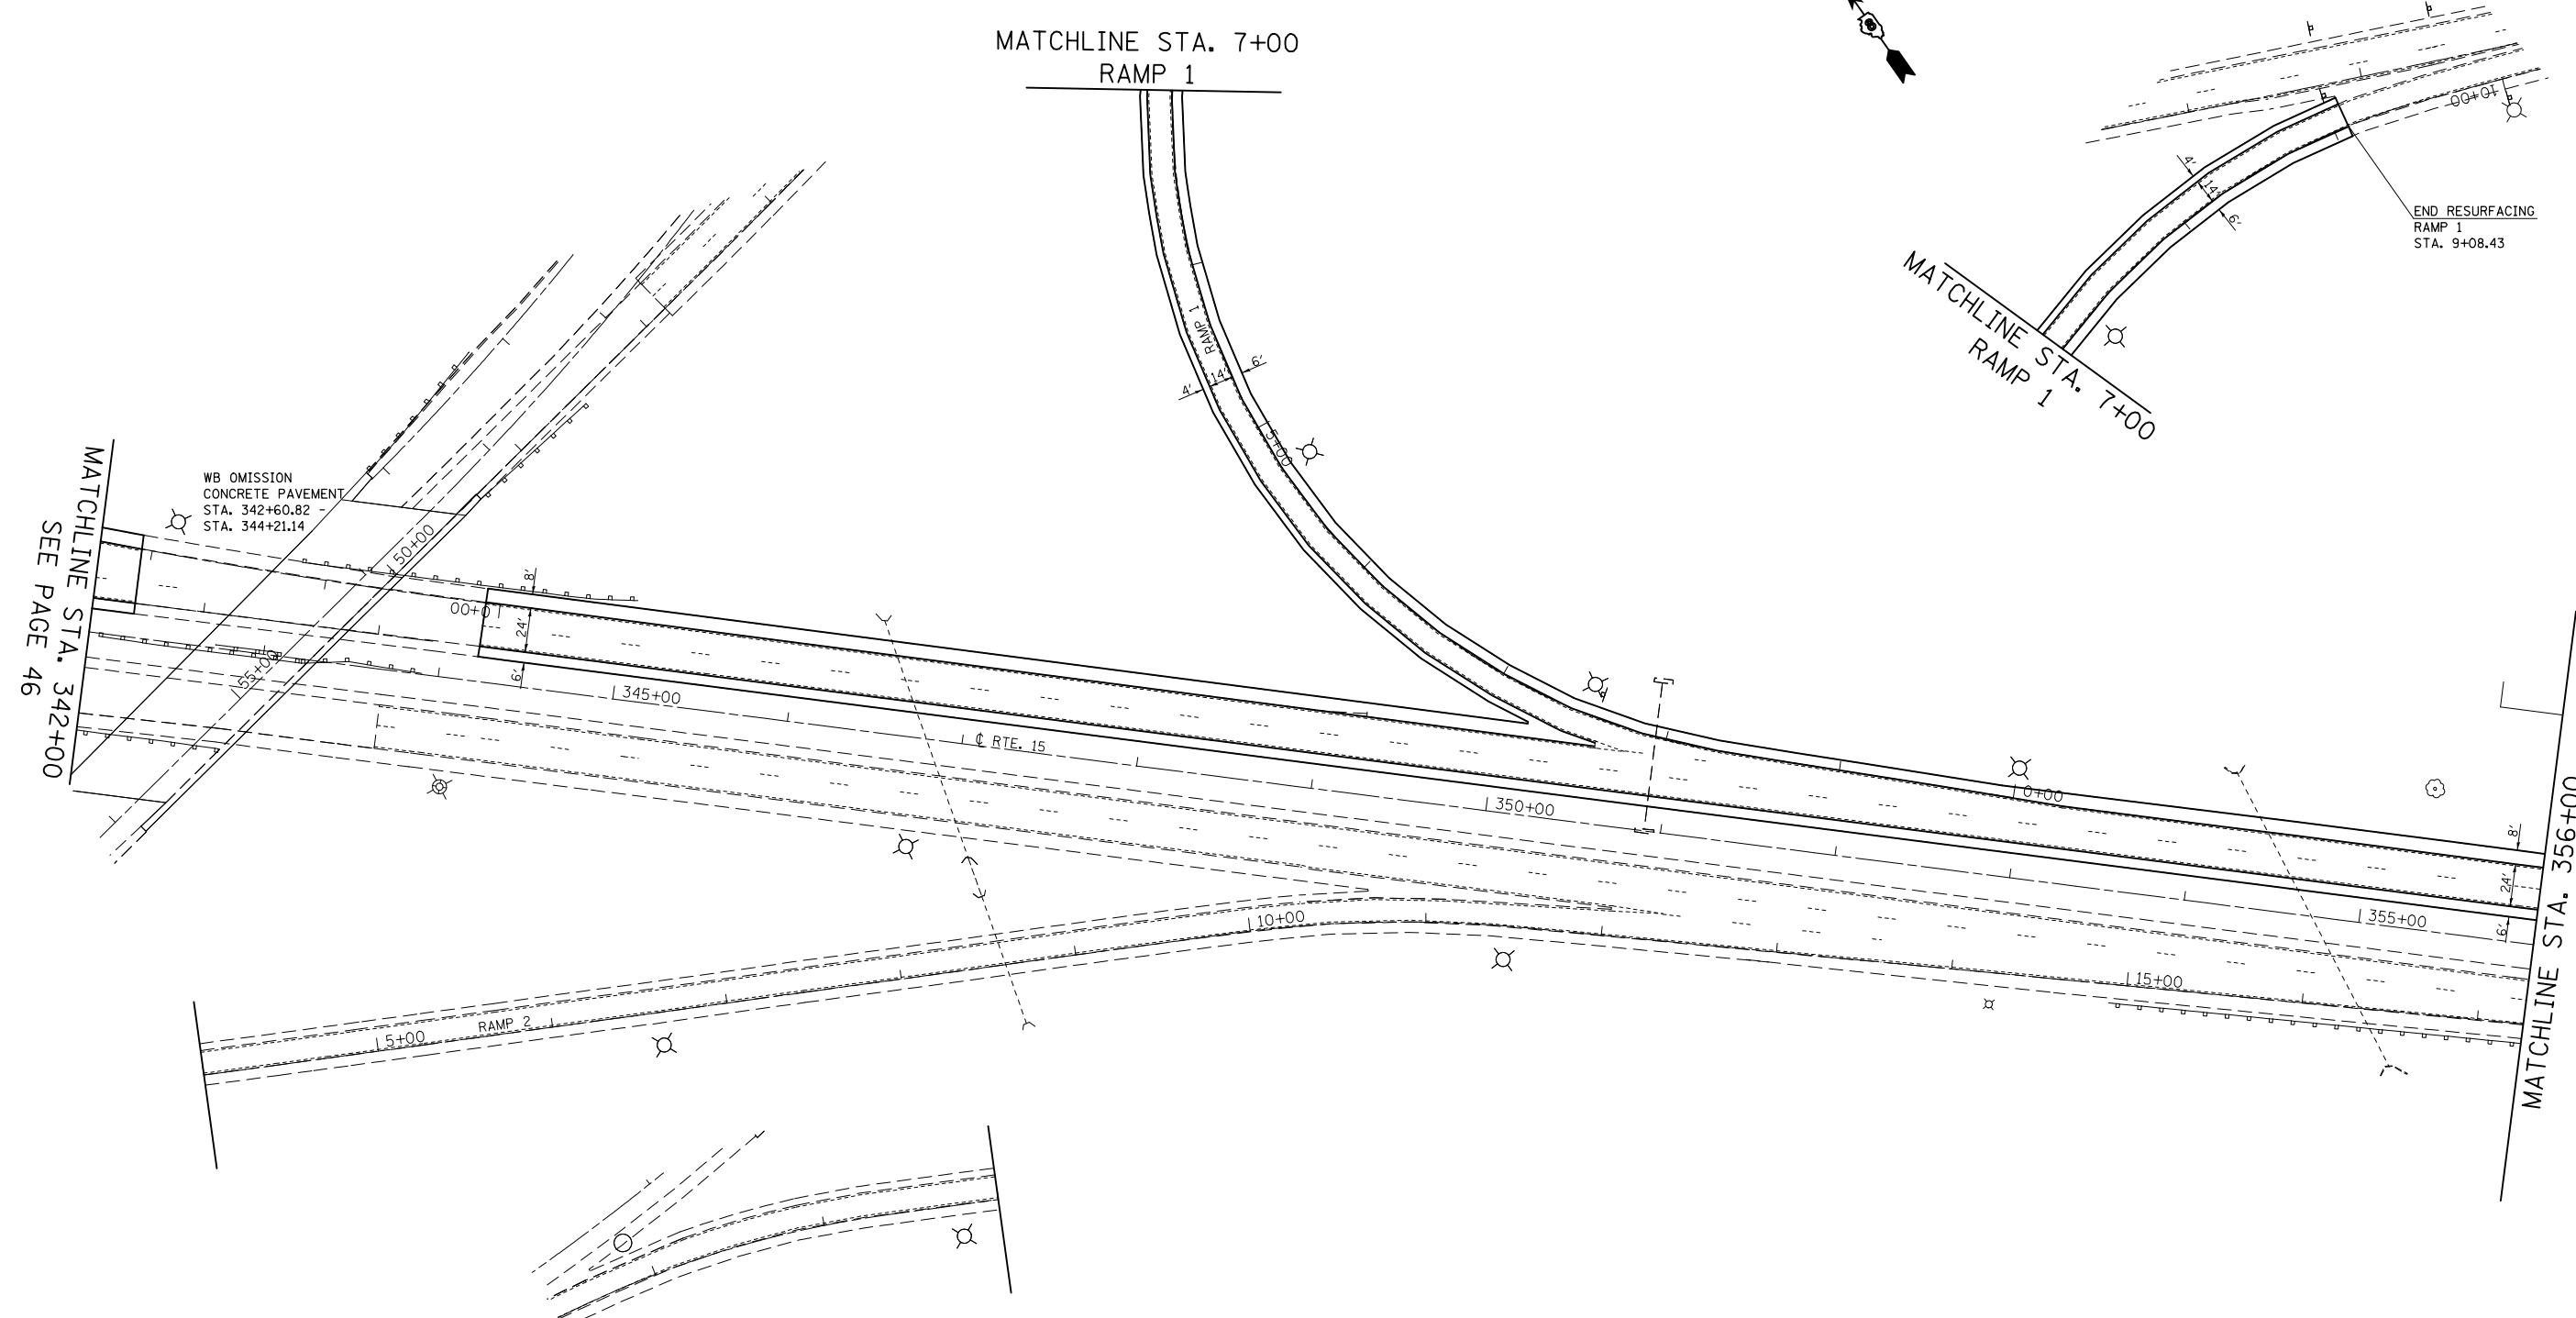 MATCHLINE STA. 7+00
RAMP 1
10+00
4'
14'
6'
END RESURFACING
RAMP 1
STA. 9+08.43
MATCHLINE STA. 7+00
RAMP 1
RAMP 1
4'
14'
6'
5+00
WB OMISSION
CONCRETE PAVEMENT
STA. 342+60.82 -
STA. 344+21.14
MATCHLINE STA. 342+00
SEE PAGE 46
50+00
55+00
0+00
8'
24'
6'
345+00
℄ RTE. 15
350+00
0+00
8'
24'
6'
355+00
MATCHLINE STA. 356+00
10+00
15+00
RAMP 2
5+00